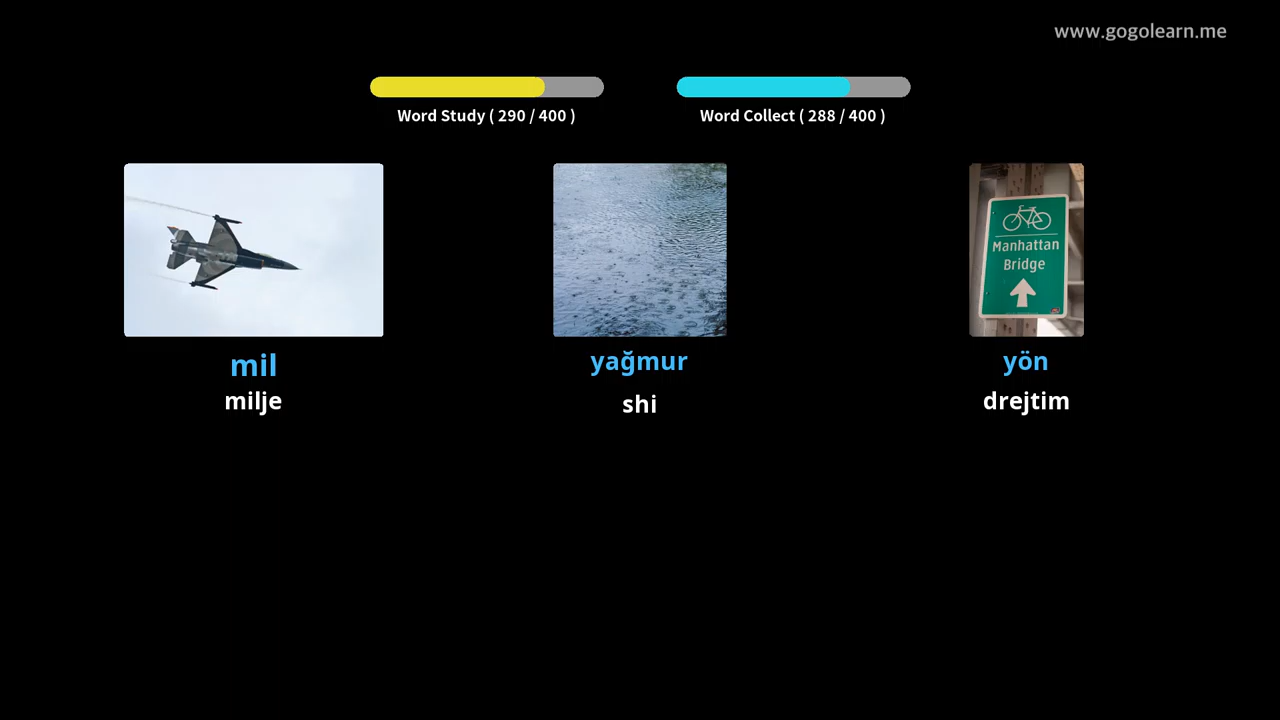 www.gogolearn.me
Word Study ( 290 / 400 )
Word Collect ( 288 / 400 )
Manhattan
Bridge
mil
milje
yağmur
shi
yön
drejtim